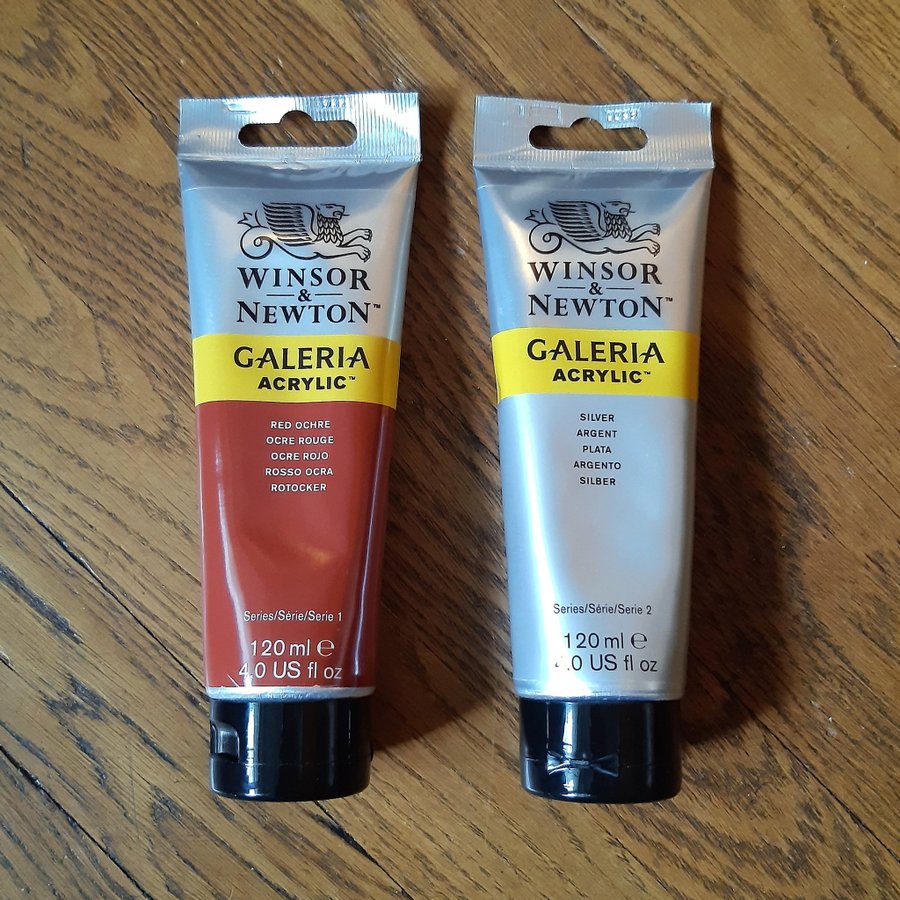 WINSOR
&
NEWTON™
GALERIA
ACRYLIC™
RED OCHRE
OCRE ROUGE
OCRE ROJO
ROSSO OCRA
ROTOCKER
Series/Série/Serie 1
120 ml ℮
4.0 US fl oz
WINSOR
&
NEWTON™
GALERIA
ACRYLIC™
SILVER
ARGENT
PLATA
ARGENTO
SILBER
Series/Série/Serie 2
120 ml ℮
4.0 US fl oz